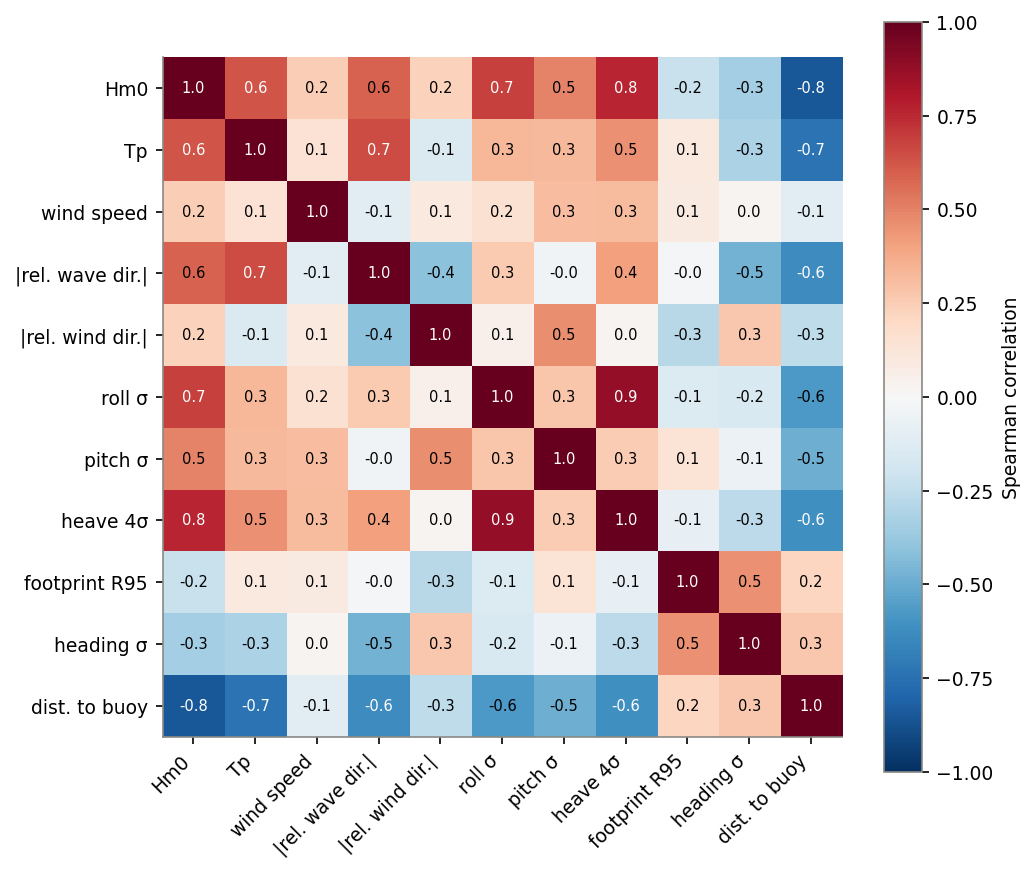 Hm0 1.0 0.6 0.2 0.6 0.2 0.7 0.5 0.8 -0.2 -0.3 -0.8
Tp 0.6 1.0 0.1 0.7 -0.1 0.3 0.3 0.5 0.1 -0.3 -0.7
wind speed 0.2 0.1 1.0 -0.1 0.1 0.2 0.3 0.3 0.1 0.0 -0.1
|rel. wave dir.| 0.6 0.7 -0.1 1.0 -0.4 0.3 -0.0 0.4 -0.0 -0.5 -0.6
|rel. wind dir.| 0.2 -0.1 0.1 -0.4 1.0 0.1 0.5 0.0 -0.3 0.3 -0.3
roll σ 0.7 0.3 0.2 0.3 0.1 1.0 0.3 0.9 -0.1 -0.2 -0.6
pitch σ 0.5 0.3 0.3 -0.0 0.5 0.3 1.0 0.3 0.1 -0.1 -0.5
heave 4σ 0.8 0.5 0.3 0.4 0.0 0.9 0.3 1.0 -0.1 -0.3 -0.6
footprint R95 -0.2 0.1 0.1 -0.0 -0.3 -0.1 0.1 -0.1 1.0 0.5 0.2
heading σ -0.3 -0.3 0.0 -0.5 0.3 -0.2 -0.1 -0.3 0.5 1.0 0.3
dist. to buoy -0.8 -0.7 -0.1 -0.6 -0.3 -0.6 -0.5 -0.6 0.2 0.3 1.0
Hm0 Tp wind speed |rel. wave dir.| |rel. wind dir.| roll σ pitch σ heave 4σ footprint R95 heading σ dist. to buoy
1.00
0.75
0.50
0.25
0.00
−0.25
−0.50
−0.75
−1.00
Spearman correlation